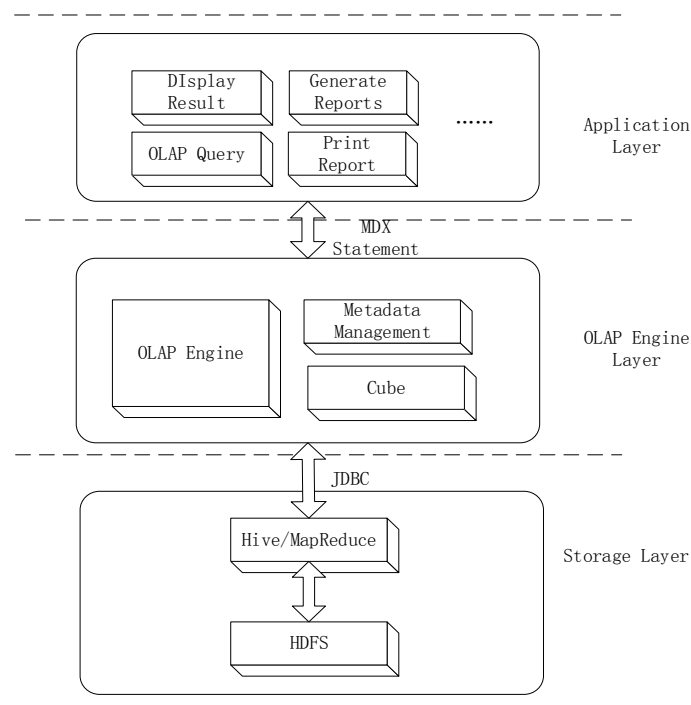 DIsplay
Result
Generate
Reports
……
OLAP Query
Print
Report
Application
Layer
MDX
Statement
OLAP Engine
Metadata
Management
Cube
OLAP Engine
Layer
JDBC
Hive/MapReduce
Storage Layer
HDFS